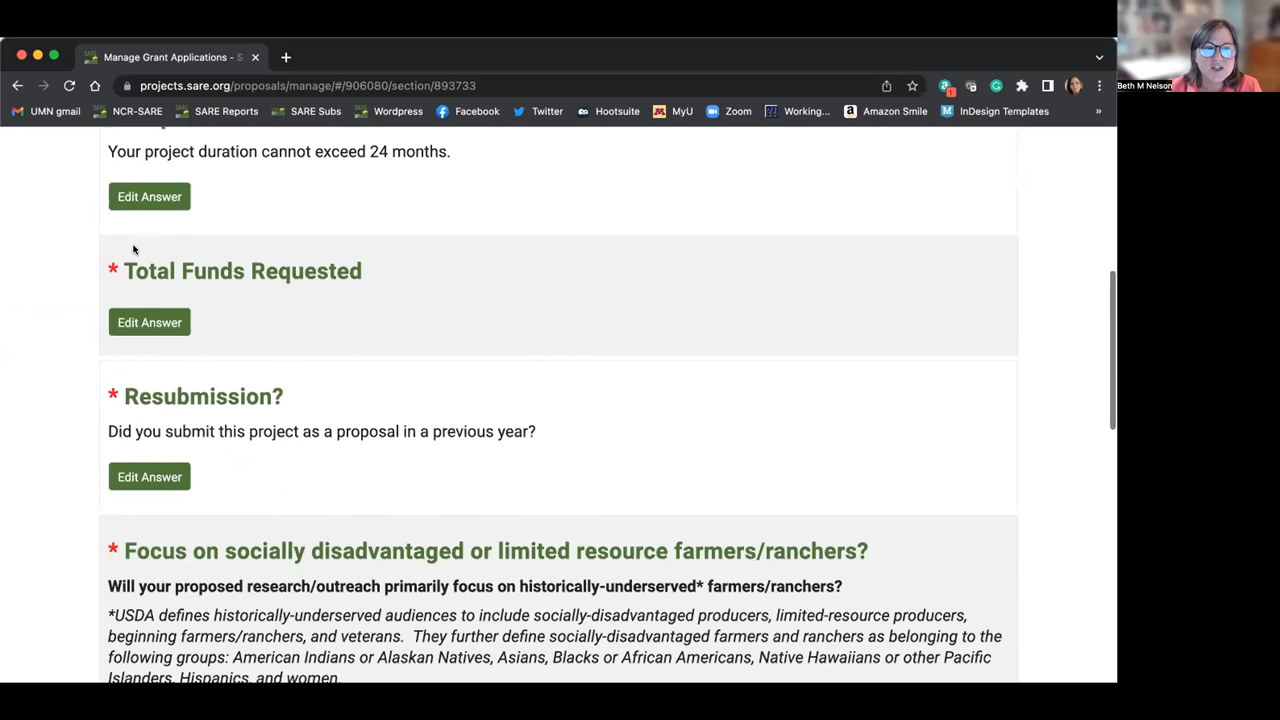 Manage Grant Applications - S
projects.sare.org/proposals/manage/#/906080/section/893733
UMN gmail NCR-SARE SARE Reports SARE Subs Wordpress Facebook Twitter Hootsuite MyU Zoom Working... Amazon Smile InDesign Templates »
Beth M Nelson
Your project duration cannot exceed 24 months.
Edit Answer
* Total Funds Requested
Edit Answer
* Resubmission?
Did you submit this project as a proposal in a previous year?
Edit Answer
* Focus on socially disadvantaged or limited resource farmers/ranchers?
Will your proposed research/outreach primarily focus on historically-underserved* farmers/ranchers?
*USDA defines historically-underserved audiences to include socially-disadvantaged producers, limited-resource producers,
beginning farmers/ranchers, and veterans. They further define socially-disadvantaged farmers and ranchers as belonging to the
following groups: American Indians or Alaskan Natives, Asians, Blacks or African Americans, Native Hawaiians or other Pacific
Islanders, Hispanics, and women.